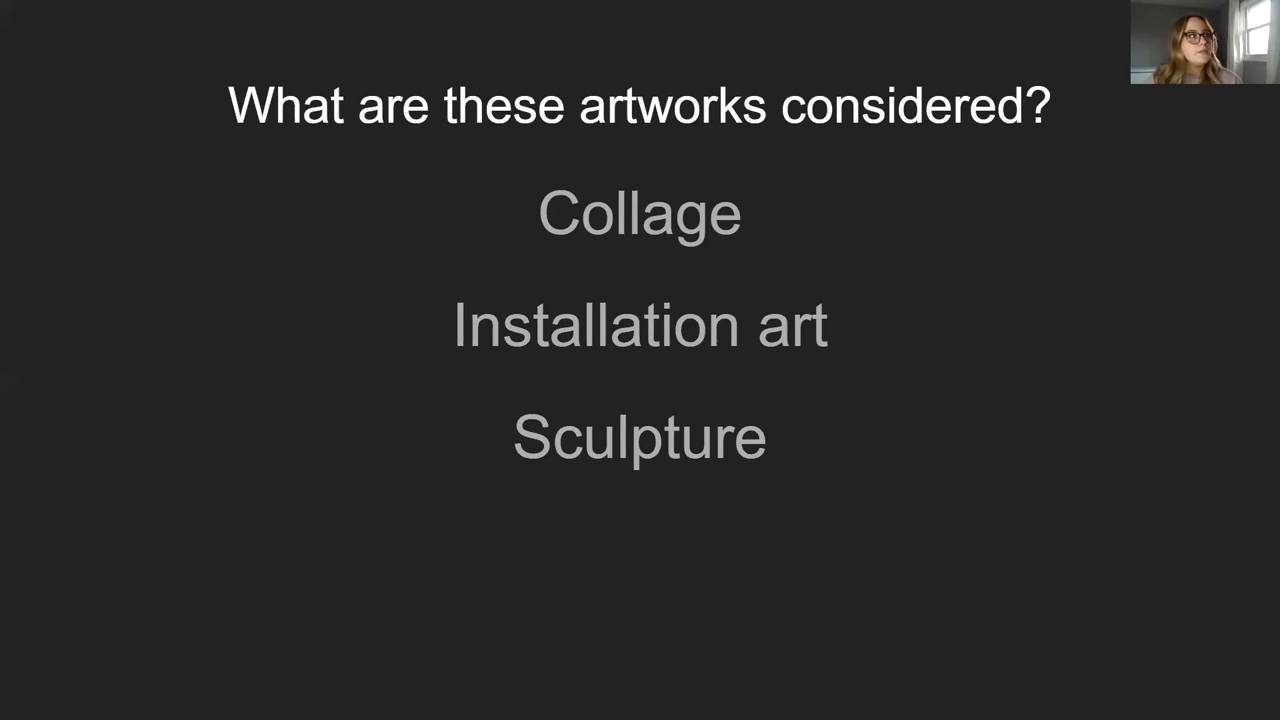 What are these artworks considered?
Collage
Installation art
Sculpture